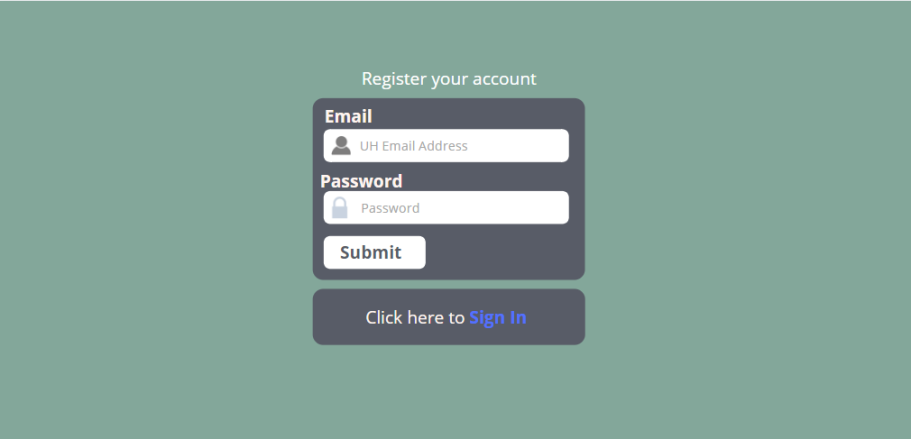 Register your account
Email
UH Email Address
Password
Password
Submit
Click here to Sign In